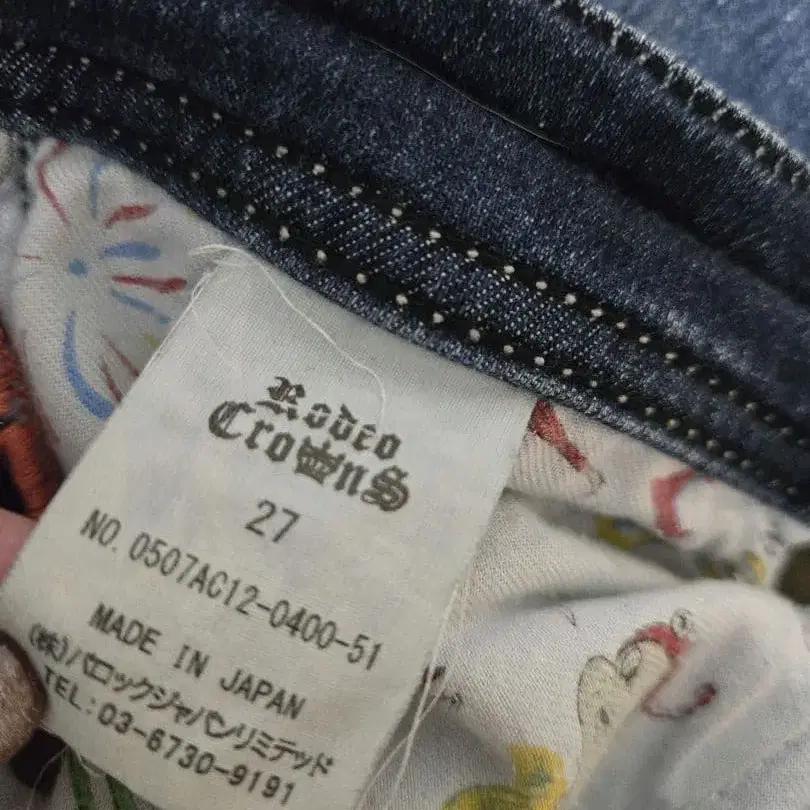 Rodeo
CroWnS
27
NO. 0507AC12-0400-51
MADE IN JAPAN
(株)バロックジャパンリミテッド
TEL:03-6730-9191